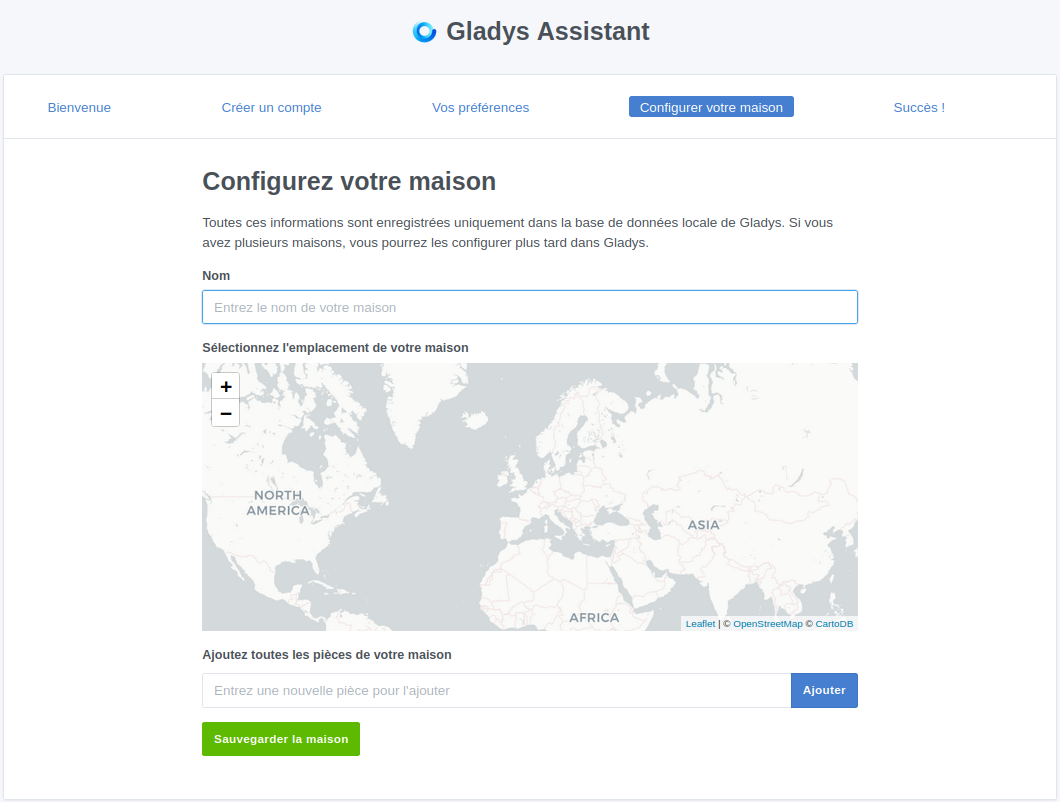 Gladys Assistant
Bienvenue
Créer un compte
Vos préférences
Configurer votre maison
Succès !
Configurez votre maison
Toutes ces informations sont enregistrées uniquement dans la base de données locale de Gladys. Si vous
avez plusieurs maisons, vous pourrez les configurer plus tard dans Gladys.
Nom
Entrez le nom de votre maison
Sélectionnez l'emplacement de votre maison
+
−
NORTH
AMERICA
ASIA
AFRICA
Leaflet | © OpenStreetMap © CartoDB
Ajoutez toutes les pièces de votre maison
Entrez une nouvelle pièce pour l'ajouter
Ajouter
Sauvegarder la maison